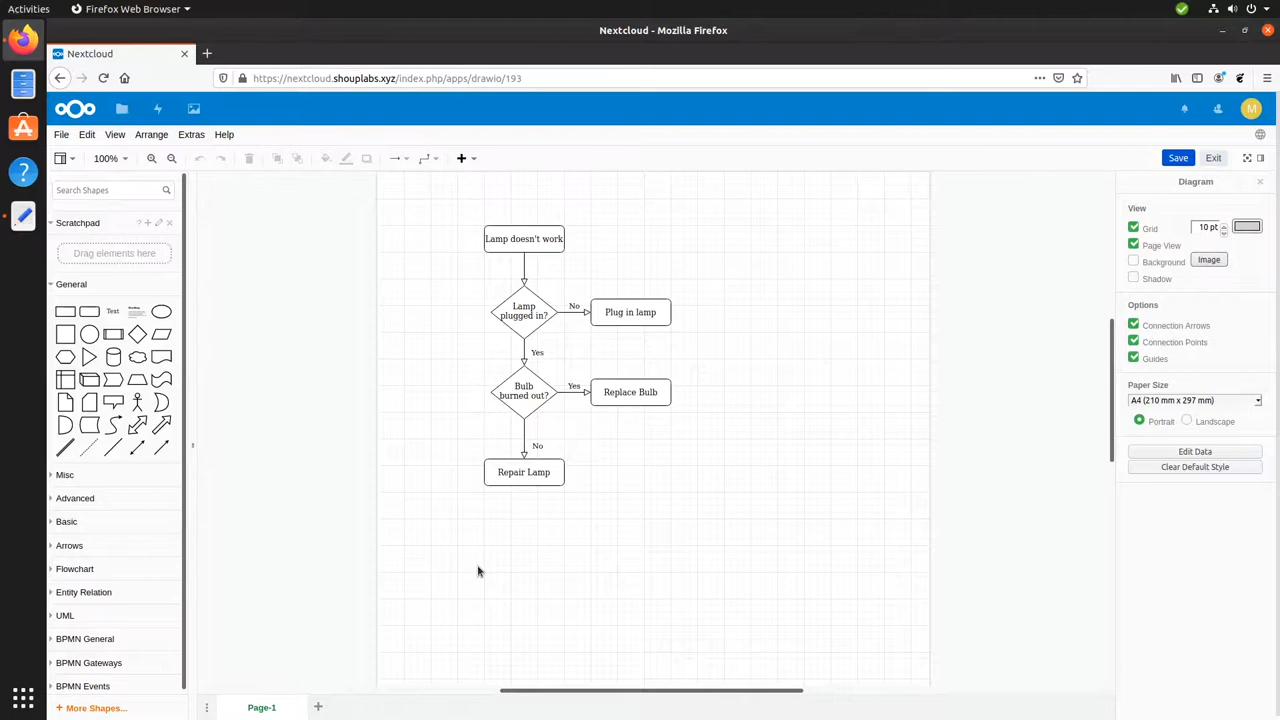 Activities
Firefox Web Browser
Nextcloud - Mozilla Firefox
Nextcloud
https://nextcloud.shouplabs.xyz/index.php/apps/drawio/193
M
File Edit View Arrange Extras Help
100%
Save Exit
Search Shapes
Scratchpad
?
Drag elements here
General
Text
Heading
Misc
Advanced
Basic
Arrows
Flowchart
Entity Relation
UML
BPMN General
BPMN Gateways
BPMN Events
+ More Shapes...
Lamp doesn't work
Lamp
plugged in?
No
Plug in lamp
Yes
Bulb
burned out?
Yes
Replace Bulb
No
Repair Lamp
Page-1
Diagram
View
Grid
10 pt
Page View
Background
Image
Shadow
Options
Connection Arrows
Connection Points
Guides
Paper Size
A4 (210 mm x 297 mm)
Portrait
Landscape
Edit Data
Clear Default Style